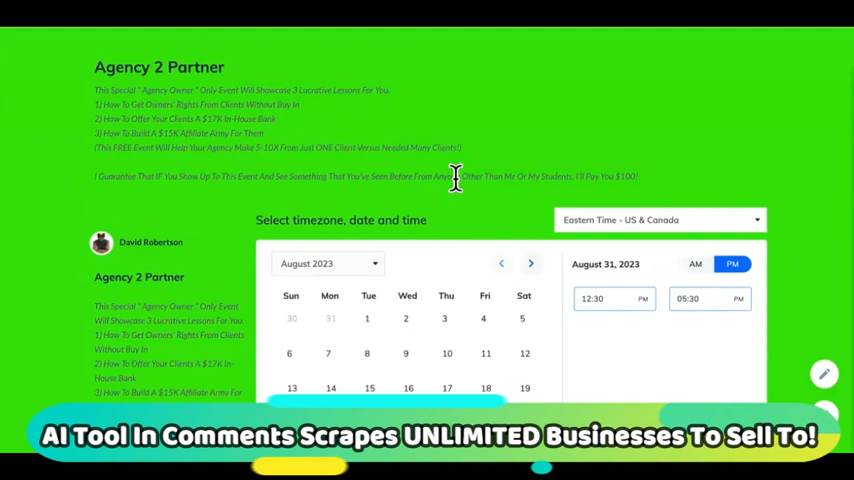 Agency 2 Partner
This Special " Agency Owner " Only Event Will Showcase 3 Lucrative Lessons For You.
1) How To Get Owners' Rights From Clients Without Buy In
2) How To Offer Your Clients A $17K In-House Bank
3) How To Build A $15K Affiliate Army For Them
(This FREE Event Will Help Your Agency Make 5-10X From Just ONE Client Versus Needed Many Clients!)
I Guarantee That IF You Show Up To This Event And See Something That You've Seen Before From Other Than Me Or My Students, I'll Pay You $100!
Select timezone, date and time
Eastern Time - US & Canada
David Robertson
Agency 2 Partner
This Special " Agency Owner " Only Event
Will Showcase 3 Lucrative Lessons For You.
1) How To Get Owners' Rights From Clients
Without Buy In
2) How To Offer Your Clients A $17K In-
House Bank
3) How To Build A $15K Affiliate Army For
August 2023
Sun Mon Tue Wed Thu Fri Sat
30 31 1 2 3 4 5
6 7 8 9 10 11 12
13 14 15 16 17 18 19
August 31, 2023
AM PM
12:30 PM 05:30 PM
AI Tool In Comments Scrapes UNLIMITED Businesses To Sell To!